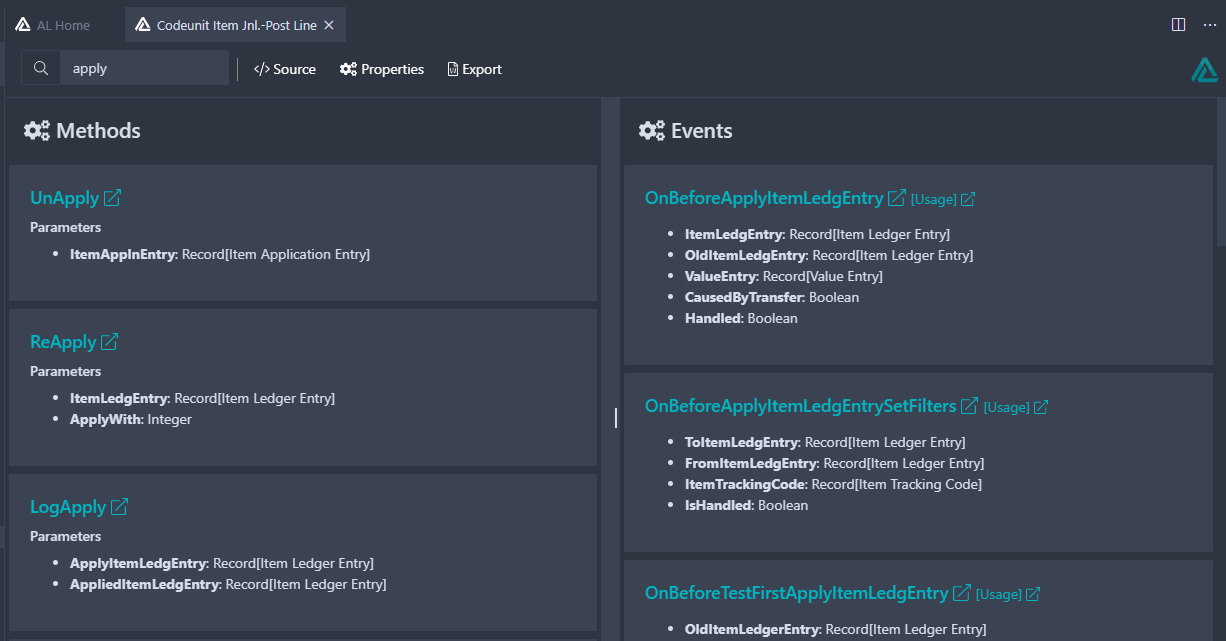 AL Home
Codeunit Item Jnl.-Post Line
apply
</> Source
Properties
Export
Methods
UnApply
Parameters
ItemAppInEntry: Record[Item Application Entry]
ReApply
Parameters
ItemLedgEntry: Record[Item Ledger Entry]
ApplyWith: Integer
LogApply
Parameters
ApplyItemLedgEntry: Record[Item Ledger Entry]
AppliedItemLedgEntry: Record[Item Ledger Entry]
Events
OnBeforeApplyItemLedgEntry [Usage]
ItemLedgEntry: Record[Item Ledger Entry]
OldItemLedgEntry: Record[Item Ledger Entry]
ValueEntry: Record[Value Entry]
CausedByTransfer: Boolean
Handled: Boolean
OnBeforeApplyItemLedgEntrySetFilters [Usage]
ToItemLedgEntry: Record[Item Ledger Entry]
FromItemLedgEntry: Record[Item Ledger Entry]
ItemTrackingCode: Record[Item Tracking Code]
IsHandled: Boolean
OnBeforeTestFirstApplyItemLedgEntry [Usage]
OldItemLedgerEntry: Record[Item Ledger Entry]